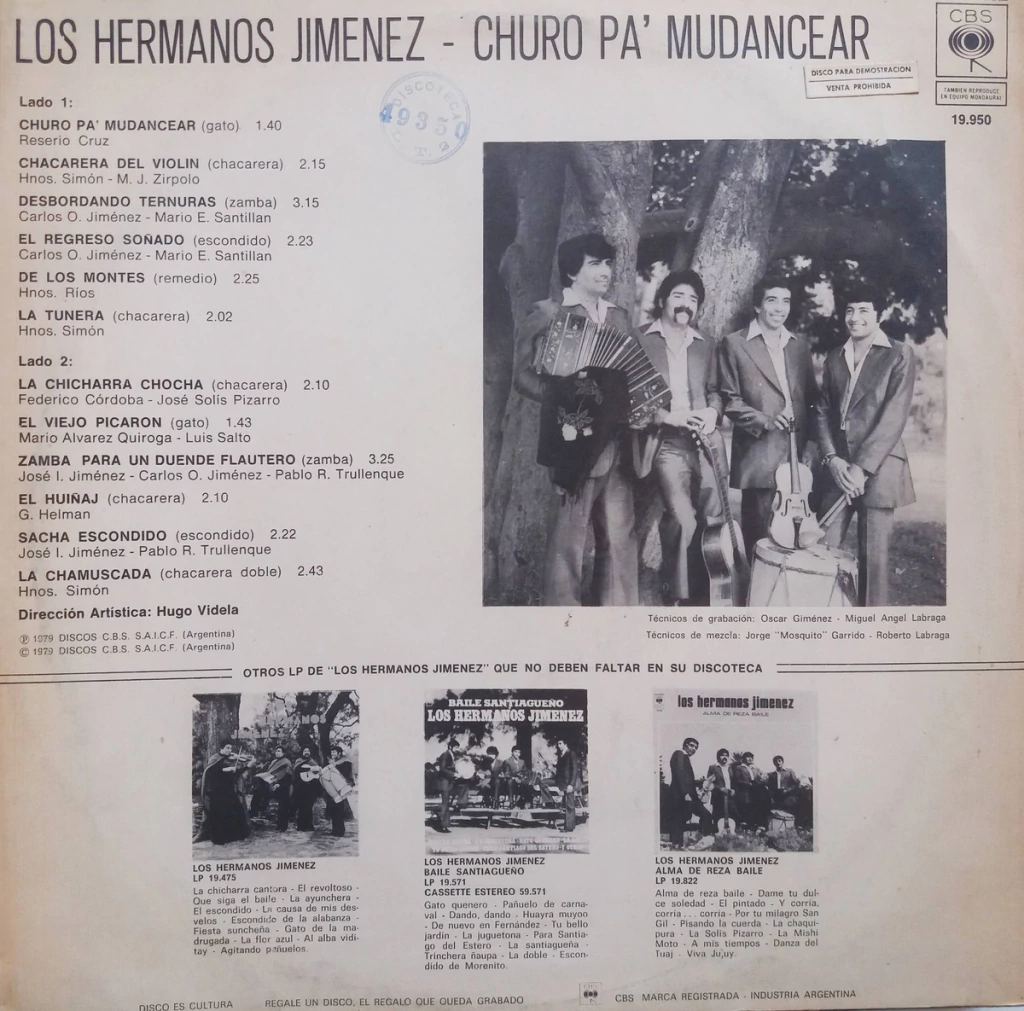 LOS HERMANOS JIMENEZ - CHURO PA' MUDANCEAR
CBS
DISCO PARA DEMOSTRACIÓN
VENTA PROHIBIDA
TAMBIEN REPRODUCE
EN EQUIPO MONOAURAL
19.950
DISCOTECA
49350
Lado 1:
CHURO PA' MUDANCEAR (gato) 1.40
Reserio Cruz
CHACARERA DEL VIOLIN (chacarera) 2.15
Hnos. Simón - M. J. Zirpolo
DESBORDANDO TERNURAS (zamba) 3.15
Carlos O. Jiménez - Mario E. Santillan
EL REGRESO SOÑADO (escondido) 2.23
Carlos O. Jiménez - Mario E. Santillan
DE LOS MONTES (remedio) 2.25
Hnos. Ríos
LA TUNERA (chacarera) 2.02
Hnos. Simón
Lado 2:
LA CHICHARRA CHOCHA (chacarera) 2.10
Federico Córdoba - José Solís Pizarro
EL VIEJO PICARON (gato) 1.43
Mario Alvarez Quiroga - Luis Salto
ZAMBA PARA UN DUENDE FLAUTERO (zamba) 3.25
José I. Jiménez - Carlos O. Jiménez - Pablo R. Trullenque
EL HUIÑAJ (chacarera) 2.10
G. Helman
SACHA ESCONDIDO (escondido) 2.22
José I. Jiménez - Pablo R. Trullenque
LA CHAMUSCADA (chacarera doble) 2.43
Hnos. Simón
Dirección Artística: Hugo Videla
℗ 1979 DISCOS C.B.S. S.A.I.C.F. (Argentina)
© 1979 DISCOS C.B.S. S.A.I.C.F. (Argentina)
Técnicos de grabación: Oscar Giménez - Miguel Angel Labraga
Técnicos de mezcla: Jorge "Mosquito" Garrido - Roberto Labraga
OTROS LP DE "LOS HERMANOS JIMENEZ" QUE NO DEBEN FALTAR EN SU DISCOTECA
LOS HERMANOS JIMENEZ
LP 19.475
La chicharra cantora - El revoltoso -
Que siga el baile - La ayunchera -
El escondido - La causa de mis des-
velos - Escondido de la alabanza -
Fiesta suncheña - Gato de la ma-
drugada - La flor azul - Al alba vidi-
tay - Agitando pañuelos.
BAILE SANTIAGUEÑO
LOS HERMANOS JIMENEZ
LOS HERMANOS JIMENEZ
BAILE SANTIAGUEÑO
LP 19.571
CASSETTE ESTEREO 59.571
Gato quenero - Pañuelo de carna-
val - Dando, dando - Huayra muyoo
- De nuevo en Fernández - Tu bello
jardín - La juguetona - Para Santia-
go del Estero - La santiagueña -
Trinchera ñaupa - La doble - Escon-
dido de Morenito.
los hermanos jimenez
ALMA DE REZA BAILE
LOS HERMANOS JIMENEZ
ALMA DE REZA BAILE
LP 19.822
Alma de reza baile - Dame tu dul-
ce soledad - El pintado - Y corría,
corría ... corría - Por tu milagro San
Gil - Pisando la cuerda - La chaqui-
pura - La Solís Pizarro - La Mishi
Moto - A mis tiempos - Danza del
Tuaj - Viva Jujuy.
DISCO ES CULTURA REGALE UN DISCO, EL REGALO QUE QUEDA GRABADO
CBS
CBS MARCA REGISTRADA - INDUSTRIA ARGENTINA